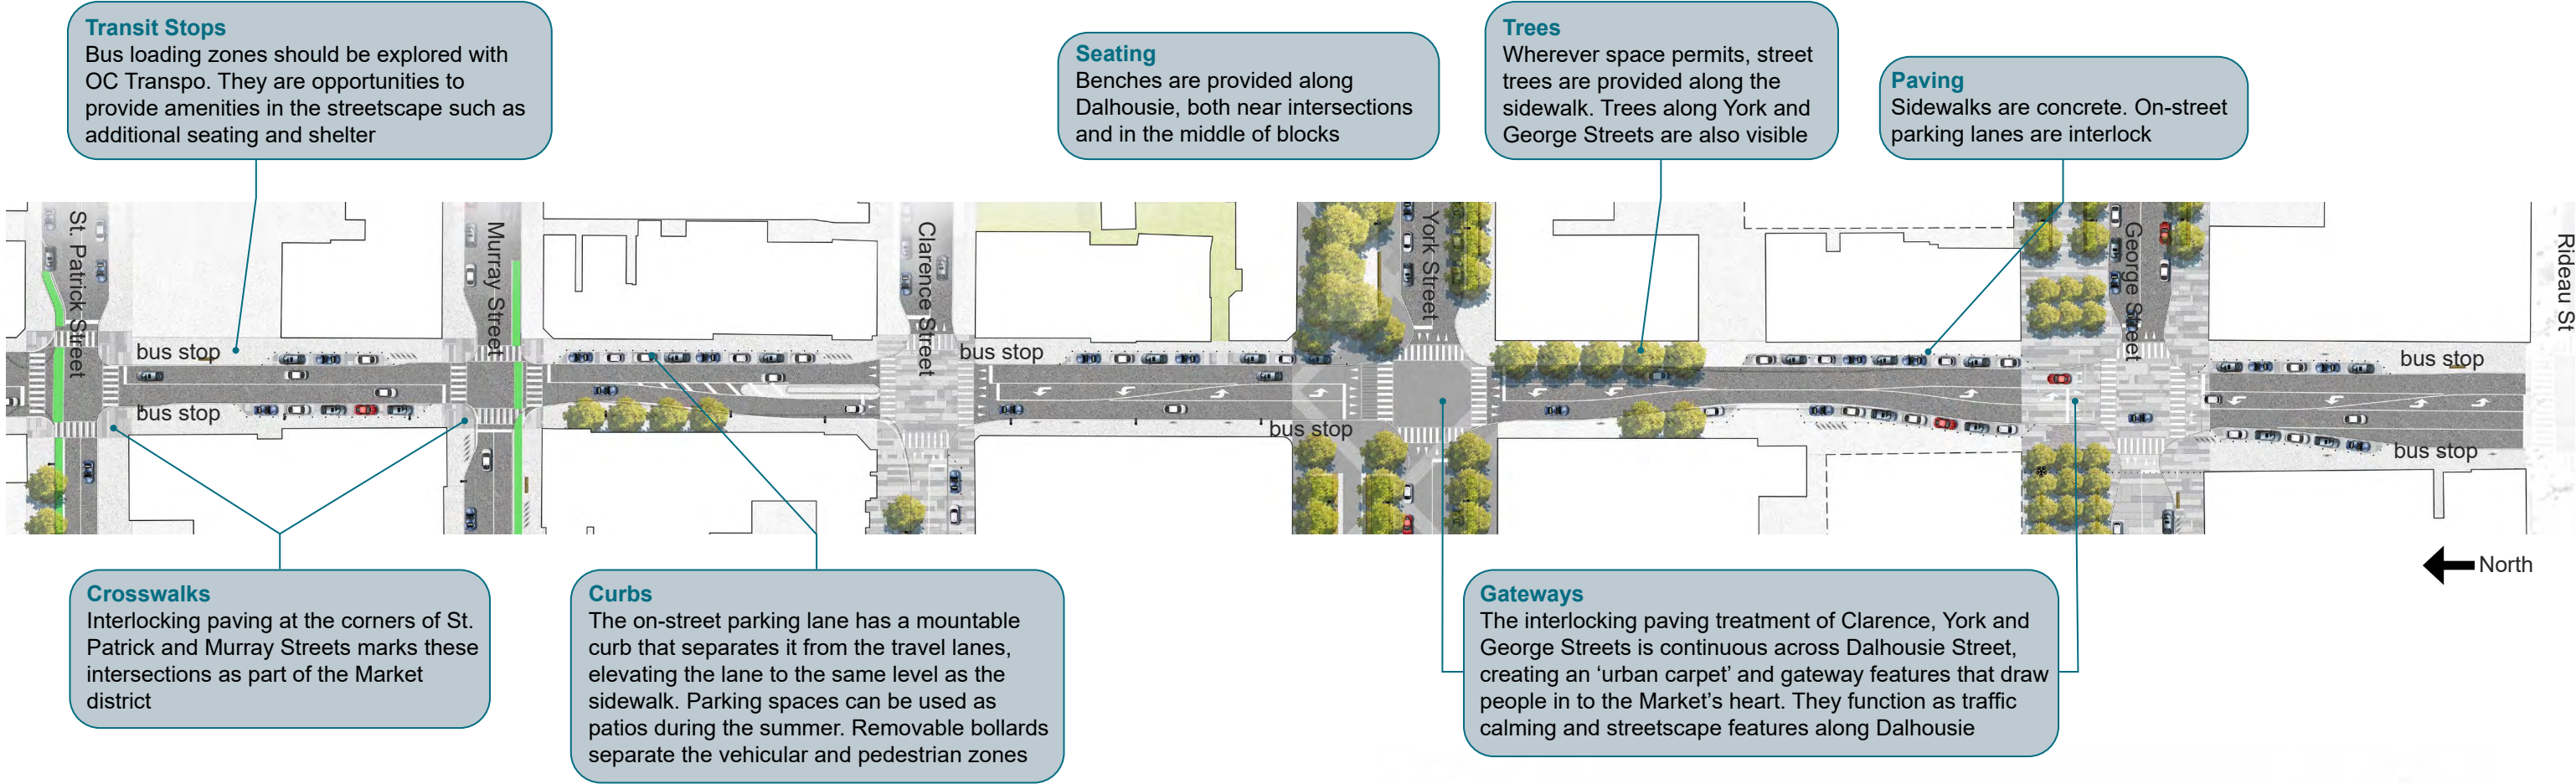 Transit Stops
Bus loading zones should be explored with
OC Transpo. They are opportunities to
provide amenities in the streetscape such as
additional seating and shelter
Seating
Benches are provided along
Dalhousie, both near intersections
and in the middle of blocks
Trees
Wherever space permits, street
trees are provided along the
sidewalk. Trees along York and
George Streets are also visible
Paving
Sidewalks are concrete. On-street
parking lanes are interlock
St. Patrick Street
Murray Street
Clarence Street
York Street
George Street
Rideau St
bus stop
bus stop
bus stop
bus stop
bus stop
bus stop
North
Crosswalks
Interlocking paving at the corners of St.
Patrick and Murray Streets marks these
intersections as part of the Market
district
Curbs
The on-street parking lane has a mountable
curb that separates it from the travel lanes,
elevating the lane to the same level as the
sidewalk. Parking spaces can be used as
patios during the summer. Removable bollards
separate the vehicular and pedestrian zones
Gateways
The interlocking paving treatment of Clarence, York and
George Streets is continuous across Dalhousie Street,
creating an ‘urban carpet’ and gateway features that draw
people in to the Market’s heart. They function as traffic
calming and streetscape features along Dalhousie